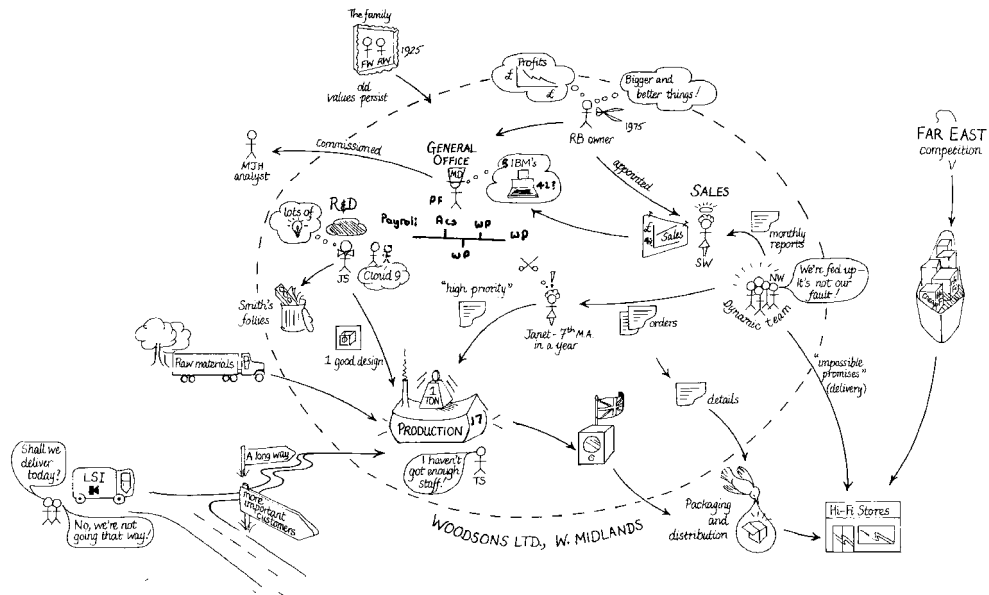 The family
FW RW
1925
old
values persist
Profits
£
£
Bigger and
better things!
RB owner
1975
FAR EAST
competition
commissioned
MJH
analyst
GENERAL
OFFICE
MD
IBM's
42?
PF
appointed
SALES
£
Sales
SW
monthly
reports
R&D
lots of
JS
Cloud 9
Payroll
Acs
WP
WP
WP
NW
We're fed up –
it's not our
fault!
Dynamic team
Smith's
follies
"high priority"
Janet – 7th M.A.
in a year
orders
1 good design
Raw materials
1
TON
PRODUCTION
17
"impossible
promises"
(delivery)
details
I haven't
got enough
staff!
TS
Shall we
deliver
today?
LSI
No, we're not
going that way!
A long way
more
important
customers
WOODSONS LTD., W. MIDLANDS
Packaging
and
distribution
Hi-Fi Stores